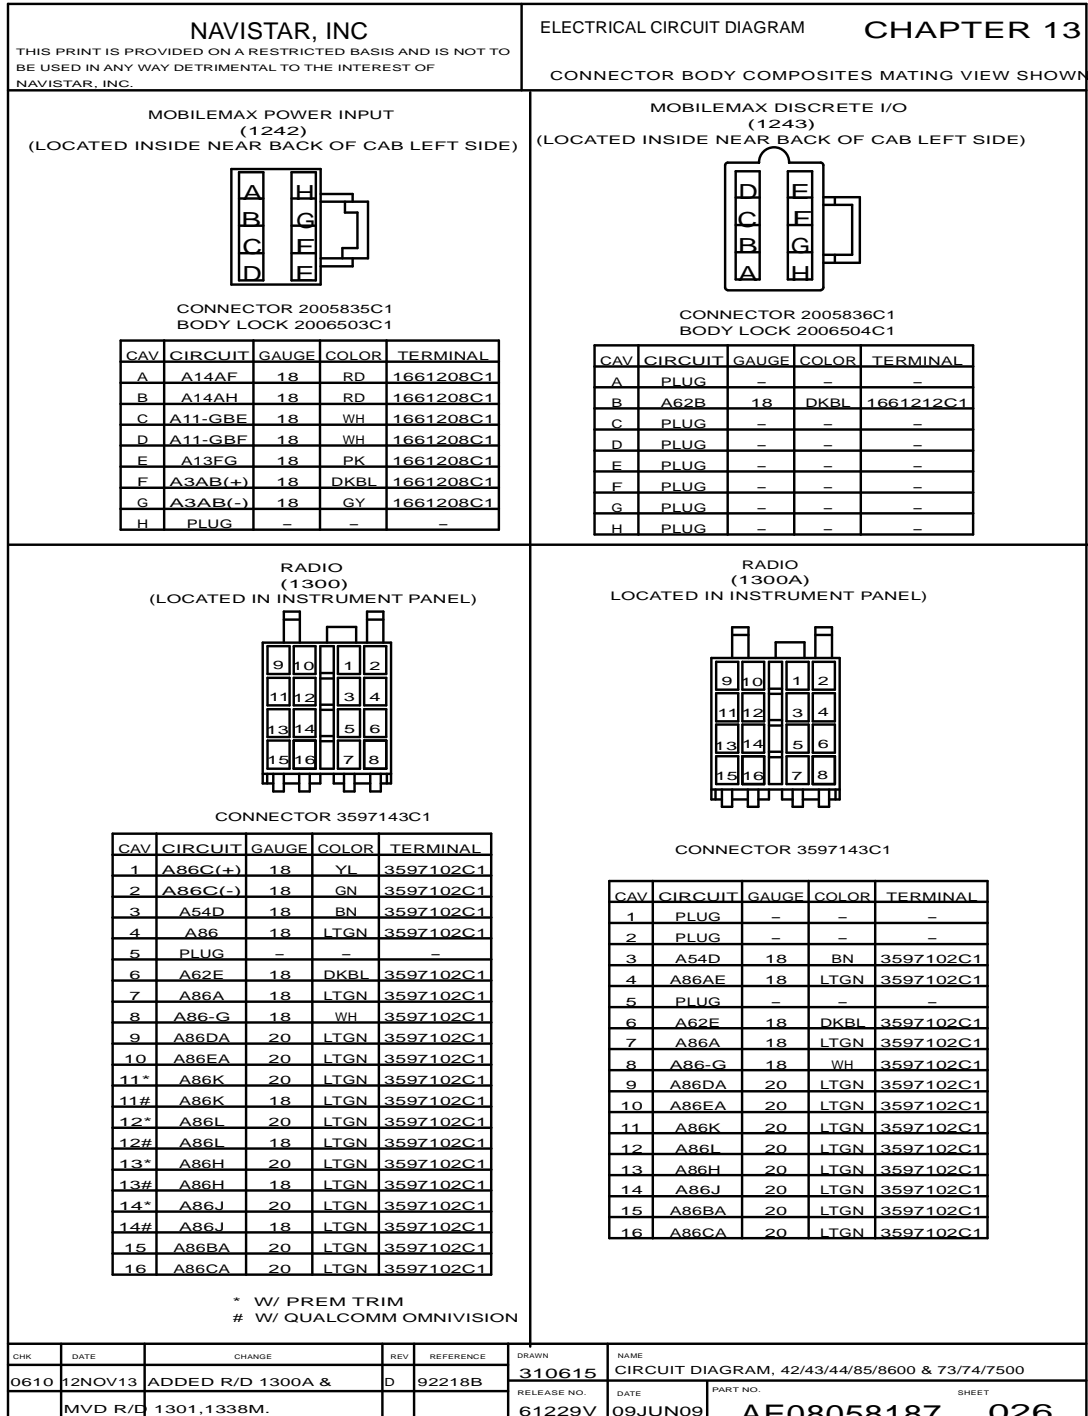 NAVISTAR, INC
THIS PRINT IS PROVIDED ON A RESTRICTED BASIS AND IS NOT TO
BE USED IN ANY WAY DETRIMENTAL TO THE INTEREST OF
NAVISTAR, INC.
ELECTRICAL CIRCUIT DIAGRAM CHAPTER 13
CONNECTOR BODY COMPOSITES MATING VIEW SHOWN
MOBILEMAX POWER INPUT
(1242)
(LOCATED INSIDE NEAR BACK OF CAB LEFT SIDE)
A H
B G
C F
D E
CONNECTOR 2005835C1
BODY LOCK 2006503C1
CAV CIRCUIT GAUGE COLOR TERMINAL
A A14AF 18 RD 1661208C1
B A14AH 18 RD 1661208C1
C A11-GBE 18 WH 1661208C1
D A11-GBF 18 WH 1661208C1
E A13FG 18 PK 1661208C1
F A3AB(+) 18 DKBL 1661208C1
G A3AB(-) 18 GY 1661208C1
H PLUG – – –
MOBILEMAX DISCRETE I/O
(1243)
(LOCATED INSIDE NEAR BACK OF CAB LEFT SIDE)
D E
C F
B G
A H
CONNECTOR 2005836C1
BODY LOCK 2006504C1
CAV CIRCUIT GAUGE COLOR TERMINAL
A PLUG – – –
B A62B 18 DKBL 1661212C1
C PLUG – – –
D PLUG – – –
E PLUG – – –
F PLUG – – –
G PLUG – – –
H PLUG – – –
RADIO
(1300)
(LOCATED IN INSTRUMENT PANEL)
9 10 1 2
11 12 3 4
13 14 5 6
15 16 7 8
CONNECTOR 3597143C1
CAV CIRCUIT GAUGE COLOR TERMINAL
1 A86C(+) 18 YL 3597102C1
2 A86C(-) 18 GN 3597102C1
3 A54D 18 BN 3597102C1
4 A86 18 LTGN 3597102C1
5 PLUG – – –
6 A62E 18 DKBL 3597102C1
7 A86A 18 LTGN 3597102C1
8 A86-G 18 WH 3597102C1
9 A86DA 20 LTGN 3597102C1
10 A86EA 20 LTGN 3597102C1
11* A86K 20 LTGN 3597102C1
11# A86K 18 LTGN 3597102C1
12* A86L 20 LTGN 3597102C1
12# A86L 18 LTGN 3597102C1
13* A86H 20 LTGN 3597102C1
13# A86H 18 LTGN 3597102C1
14* A86J 20 LTGN 3597102C1
14# A86J 18 LTGN 3597102C1
15 A86BA 20 LTGN 3597102C1
16 A86CA 20 LTGN 3597102C1
* W/ PREM TRIM
# W/ QUALCOMM OMNIVISION
RADIO
(1300A)
LOCATED IN INSTRUMENT PANEL)
9 10 1 2
11 12 3 4
13 14 5 6
15 16 7 8
CONNECTOR 3597143C1
CAV CIRCUIT GAUGE COLOR TERMINAL
1 PLUG – – –
2 PLUG – – –
3 A54D 18 BN 3597102C1
4 A86AE 18 LTGN 3597102C1
5 PLUG – – –
6 A62E 18 DKBL 3597102C1
7 A86A 18 LTGN 3597102C1
8 A86-G 18 WH 3597102C1
9 A86DA 20 LTGN 3597102C1
10 A86EA 20 LTGN 3597102C1
11 A86K 20 LTGN 3597102C1
12 A86L 20 LTGN 3597102C1
13 A86H 20 LTGN 3597102C1
14 A86J 20 LTGN 3597102C1
15 A86BA 20 LTGN 3597102C1
16 A86CA 20 LTGN 3597102C1
CHK DATE CHANGE REV REFERENCE
0610 12NOV13 ADDED R/D 1300A & D 92218B
MVD R/D 1301,1338M.
DRAWN
310615
NAME
CIRCUIT DIAGRAM, 42/43/44/85/8600 & 73/74/7500
RELEASE NO. DATE PART NO. SHEET
61229V 09JUN09 AE08058187 026